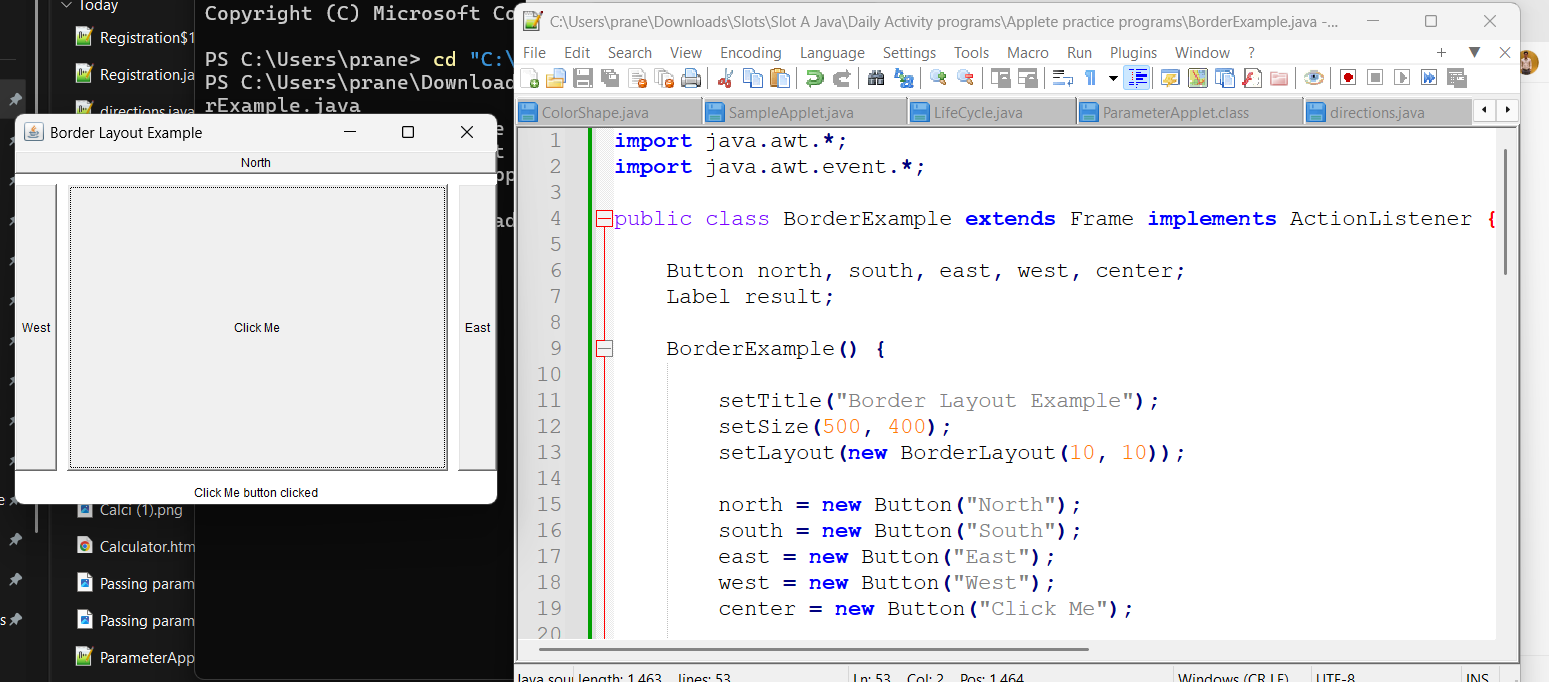 Today
Registration$1
Registration.ja
directions.java
Calci (1).png
Calculator.htm
Passing param
Passing param
ParameterApp
Copyright (C) Microsoft Co
PS C:\Users\prane> cd "C:\
PS C:\Users\prane\Download
rExample.java
Border Layout Example
North
West
Click Me
East
Click Me button clicked
C:\Users\prane\Downloads\Slots\Slot A Java\Daily Activity programs\Applete practice programs\BorderExample.java -...
File Edit Search View Encoding Language Settings Tools Macro Run Plugins Window ?
ColorShape.java SampleApplet.java LifeCycle.java ParameterApplet.class directions.java
1 import java.awt.*;
2 import java.awt.event.*;
3
4 public class BorderExample extends Frame implements ActionListener {
5
6 Button north, south, east, west, center;
7 Label result;
8
9 BorderExample() {
10
11 setTitle("Border Layout Example");
12 setSize(500, 400);
13 setLayout(new BorderLayout(10, 10));
14
15 north = new Button("North");
16 south = new Button("South");
17 east = new Button("East");
18 west = new Button("West");
19 center = new Button("Click Me");
20
Java sou length: 1,463 lines: 53 Ln: 53 Col: 2 Pos: 1,464 Windows (CR LF) UTF-8 INS